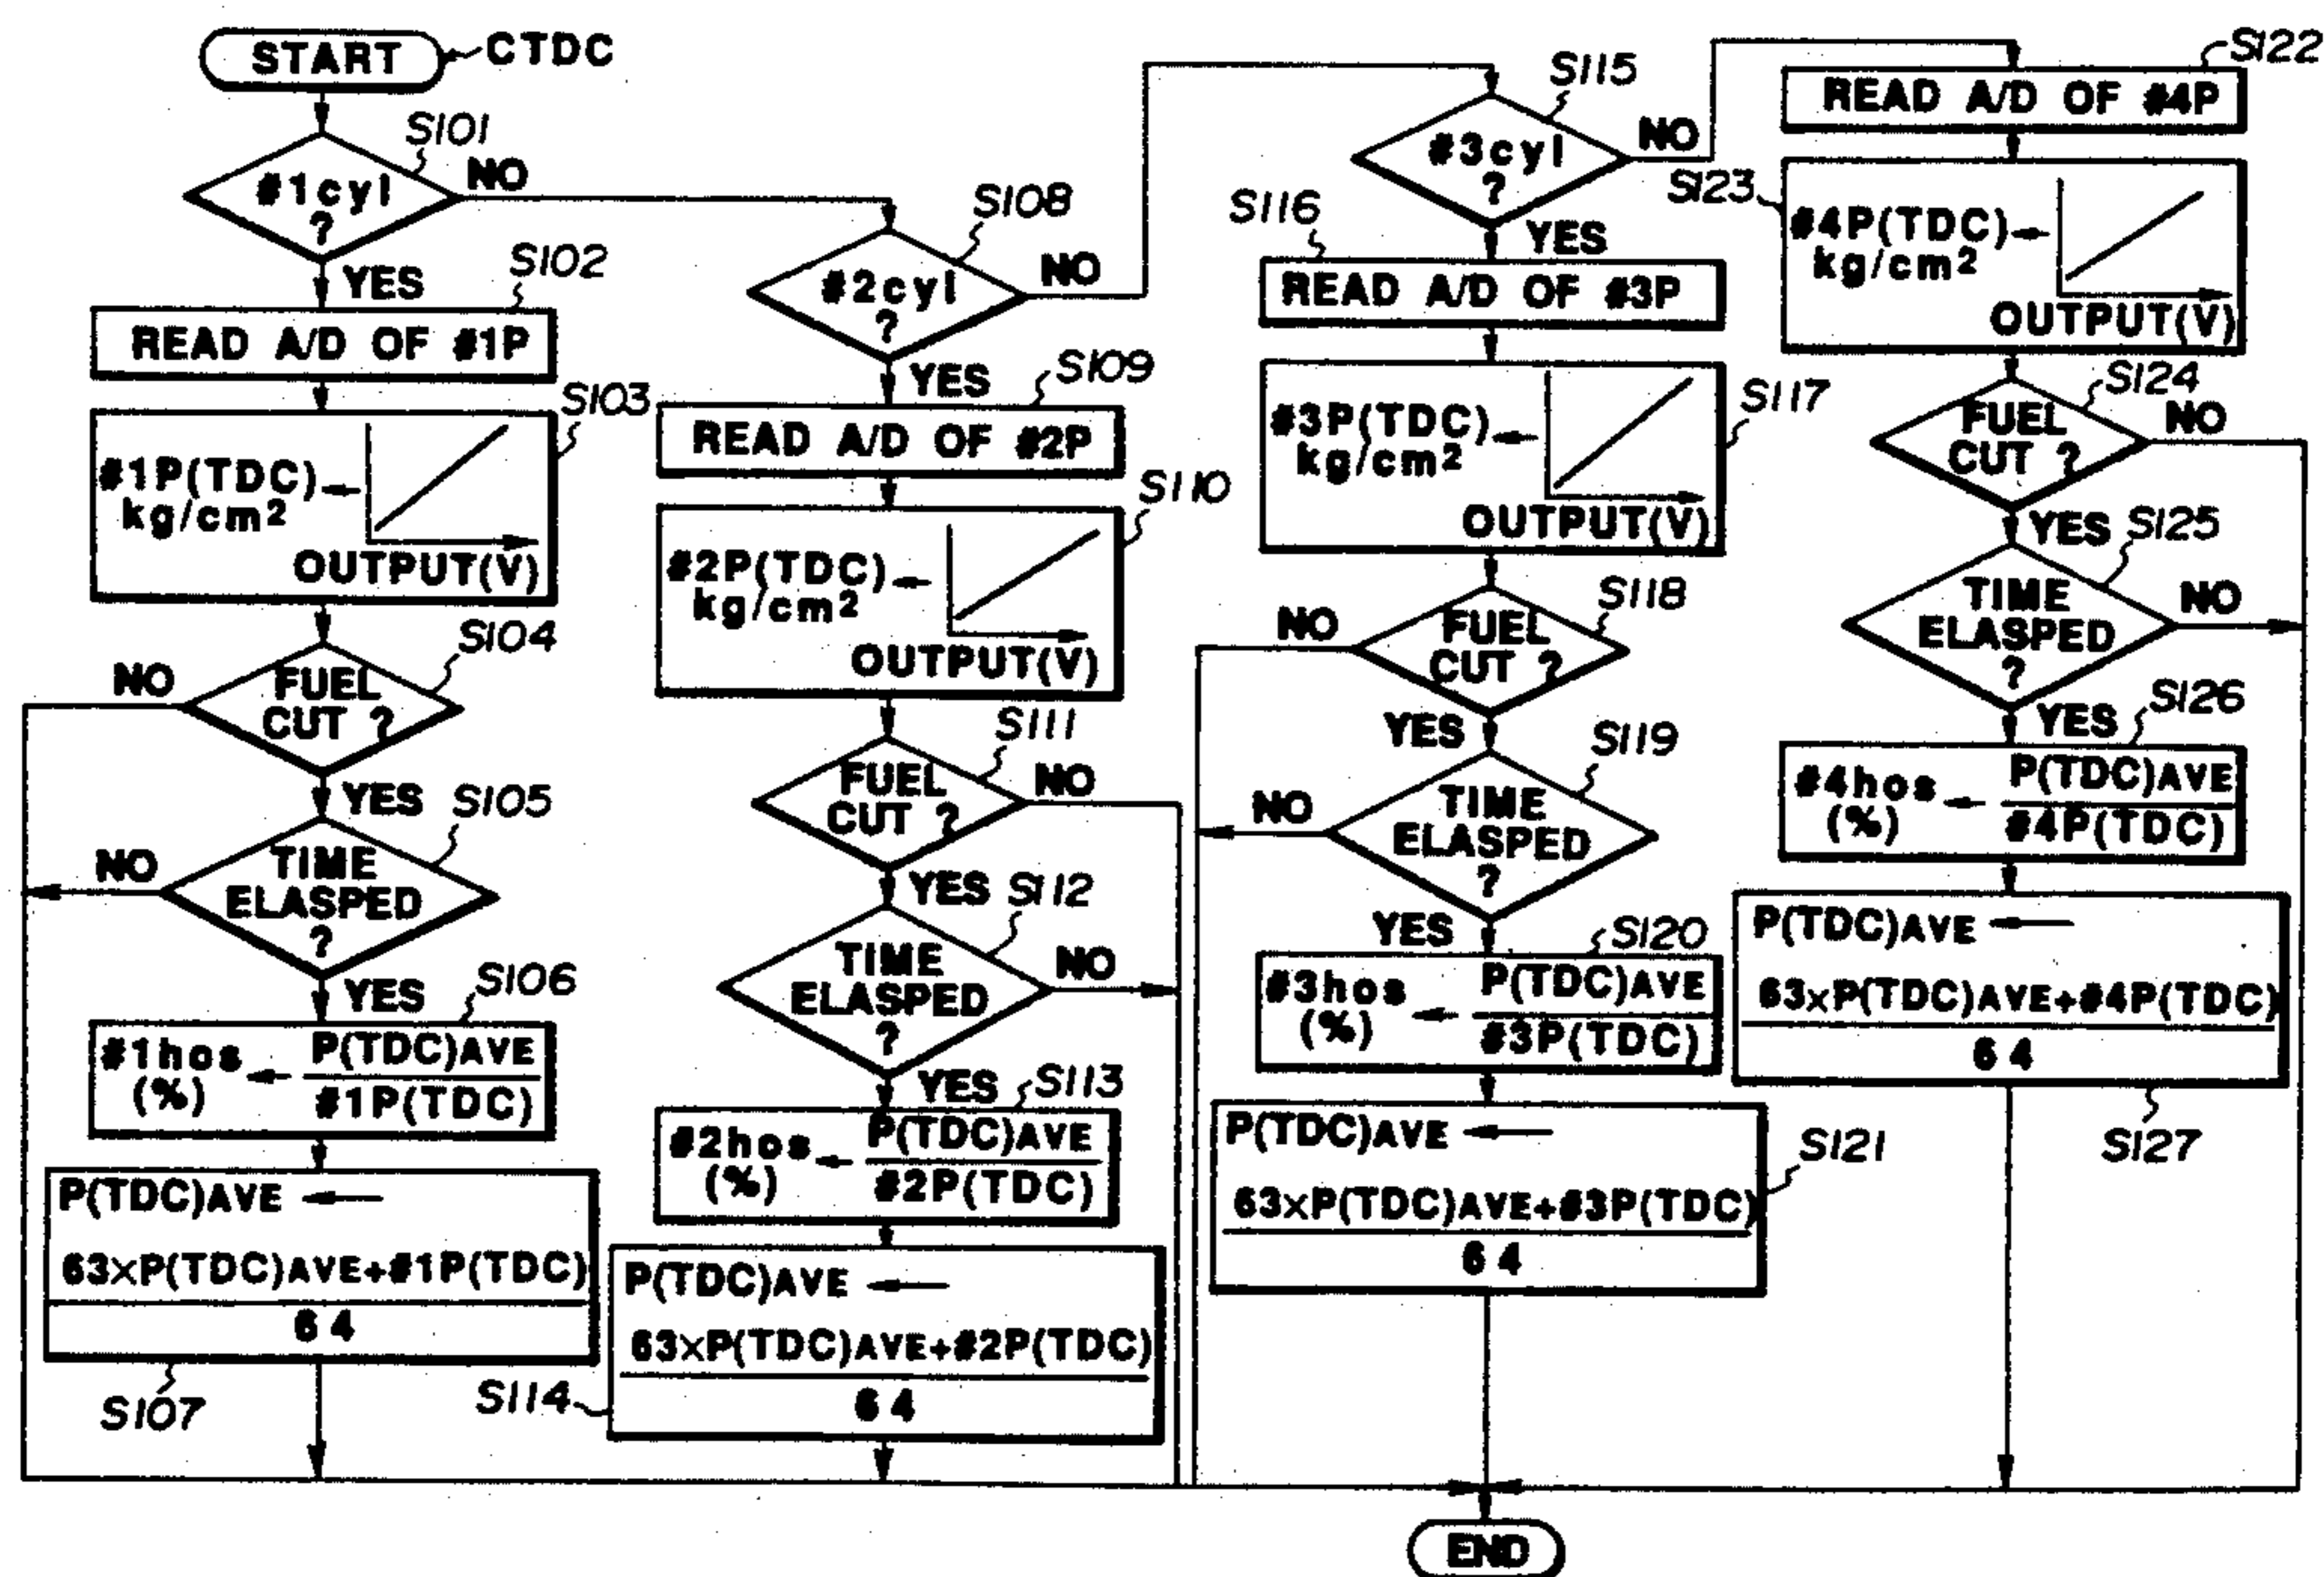 START
CTDC
S101
#1cyl
?
NO
YES
S102
READ A/D OF #1P
S103
#1P(TDC)
kg/cm²
OUTPUT(V)
S104
FUEL
CUT ?
NO
YES
S105
TIME
ELASPED
?
NO
YES
S106
#1hos
(%)
P(TDC)AVE
#1P(TDC)
P(TDC)AVE ←
63×P(TDC)AVE+#1P(TDC)
64
S107
S108
#2cyl
?
NO
YES
S109
READ A/D OF #2P
S110
#2P(TDC)
kg/cm²
OUTPUT(V)
S111
FUEL
CUT ?
NO
YES
S112
TIME
ELASPED
?
NO
YES
S113
#2hos
(%)
P(TDC)AVE
#2P(TDC)
P(TDC)AVE ←
63×P(TDC)AVE+#2P(TDC)
64
S114
S115
#3cyl
?
NO
YES
S116
READ A/D OF #3P
S117
#3P(TDC)
kg/cm²
OUTPUT(V)
S118
FUEL
CUT ?
NO
YES
S119
TIME
ELASPED
?
NO
YES
S120
#3hos
(%)
P(TDC)AVE
#3P(TDC)
P(TDC)AVE ←
63×P(TDC)AVE+#3P(TDC)
64
S121
S122
READ A/D OF #4P
S123
#4P(TDC)
kg/cm²
OUTPUT(V)
S124
FUEL
CUT ?
NO
YES
S125
TIME
ELASPED
?
NO
YES
S126
#4hos
(%)
P(TDC)AVE
#4P(TDC)
P(TDC)AVE ←
63×P(TDC)AVE+#4P(TDC)
64
S127
END